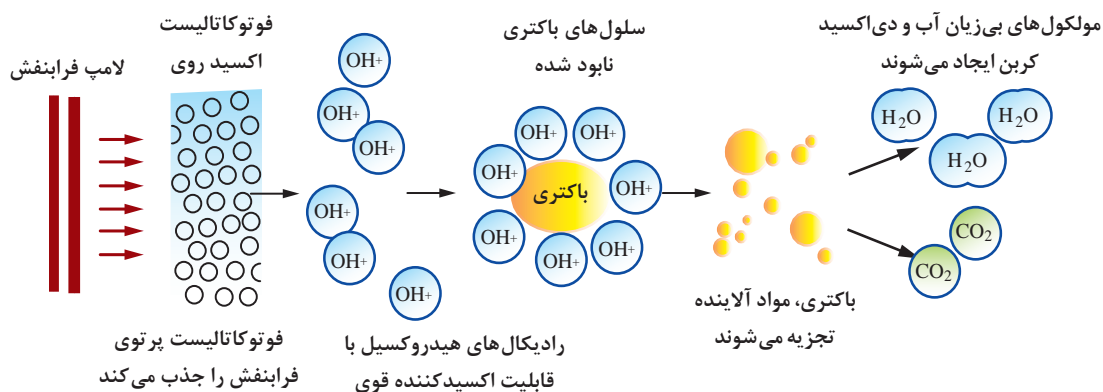 لامپ فرابنفش
فوتوکاتالیست
اکسید روی
فوتوکاتالیست پرتوی
فرابنفش را جذب می‌کند
OH+
OH+
OH+
OH+
OH+
OH+
رادیکال‌های هیدروکسیل با
قابلیت اکسیدکننده قوی
سلول‌های باکتری
نابود شده
OH+
OH+
OH+
OH+
باکتری
OH+
OH+
OH+
OH+
باکتری، مواد آلاینده
تجزیه می‌شوند
مولکول‌های بی‌زیان آب و دی‌اکسید
کربن ایجاد می‌شوند
H₂O
H₂O
H₂O
CO₂
CO₂